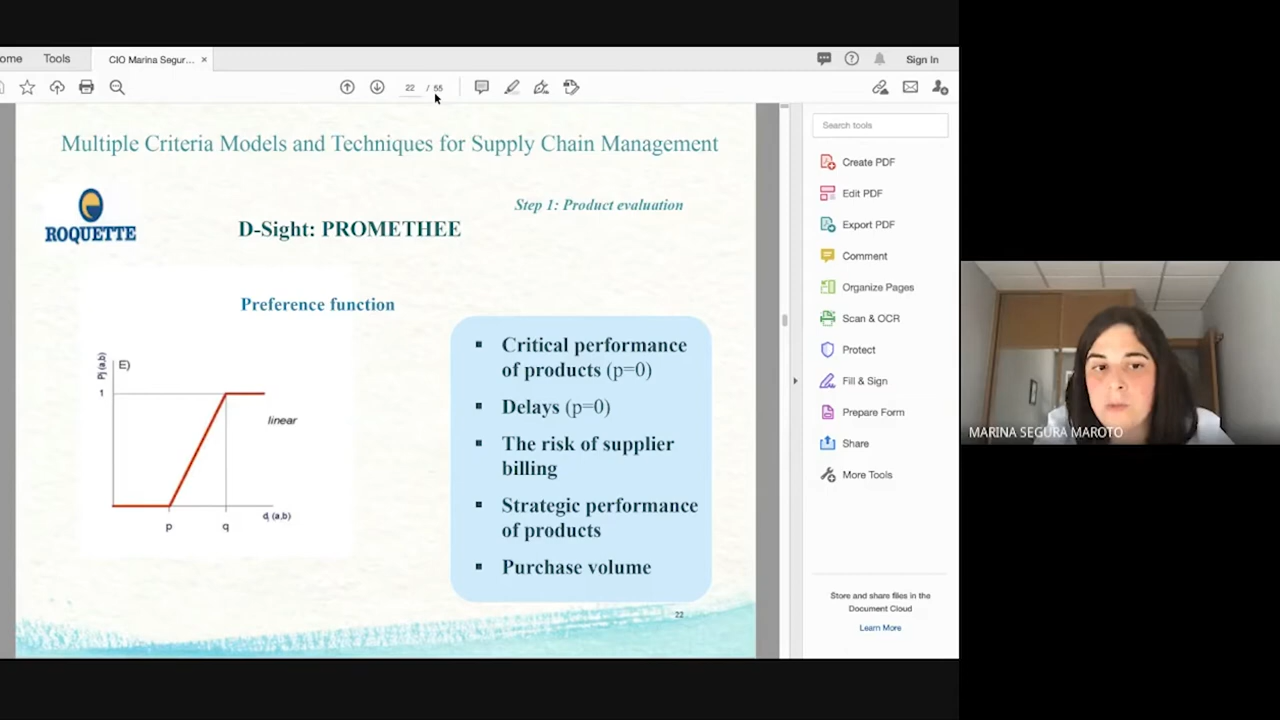 Tools
CIO Marina Segur... ×
Sign In
22 / 55
Multiple Criteria Models and Techniques for Supply Chain Management
Step 1: Product evaluation
ROQUETTE
D-Sight: PROMETHEE
Preference function
Pj (a,b)
E)
1
linear
p
q
dj (a,b)
▪ Critical performance
of products (p=0)
▪ Delays (p=0)
▪ The risk of supplier
billing
▪ Strategic performance
of products
▪ Purchase volume
22
Search tools
Create PDF
Edit PDF
Export PDF
Comment
Organize Pages
Scan & OCR
Protect
Fill & Sign
Prepare Form
Share
More Tools
Store and share files in the
Document Cloud
Learn More
MARINA SEGURA MAROTO